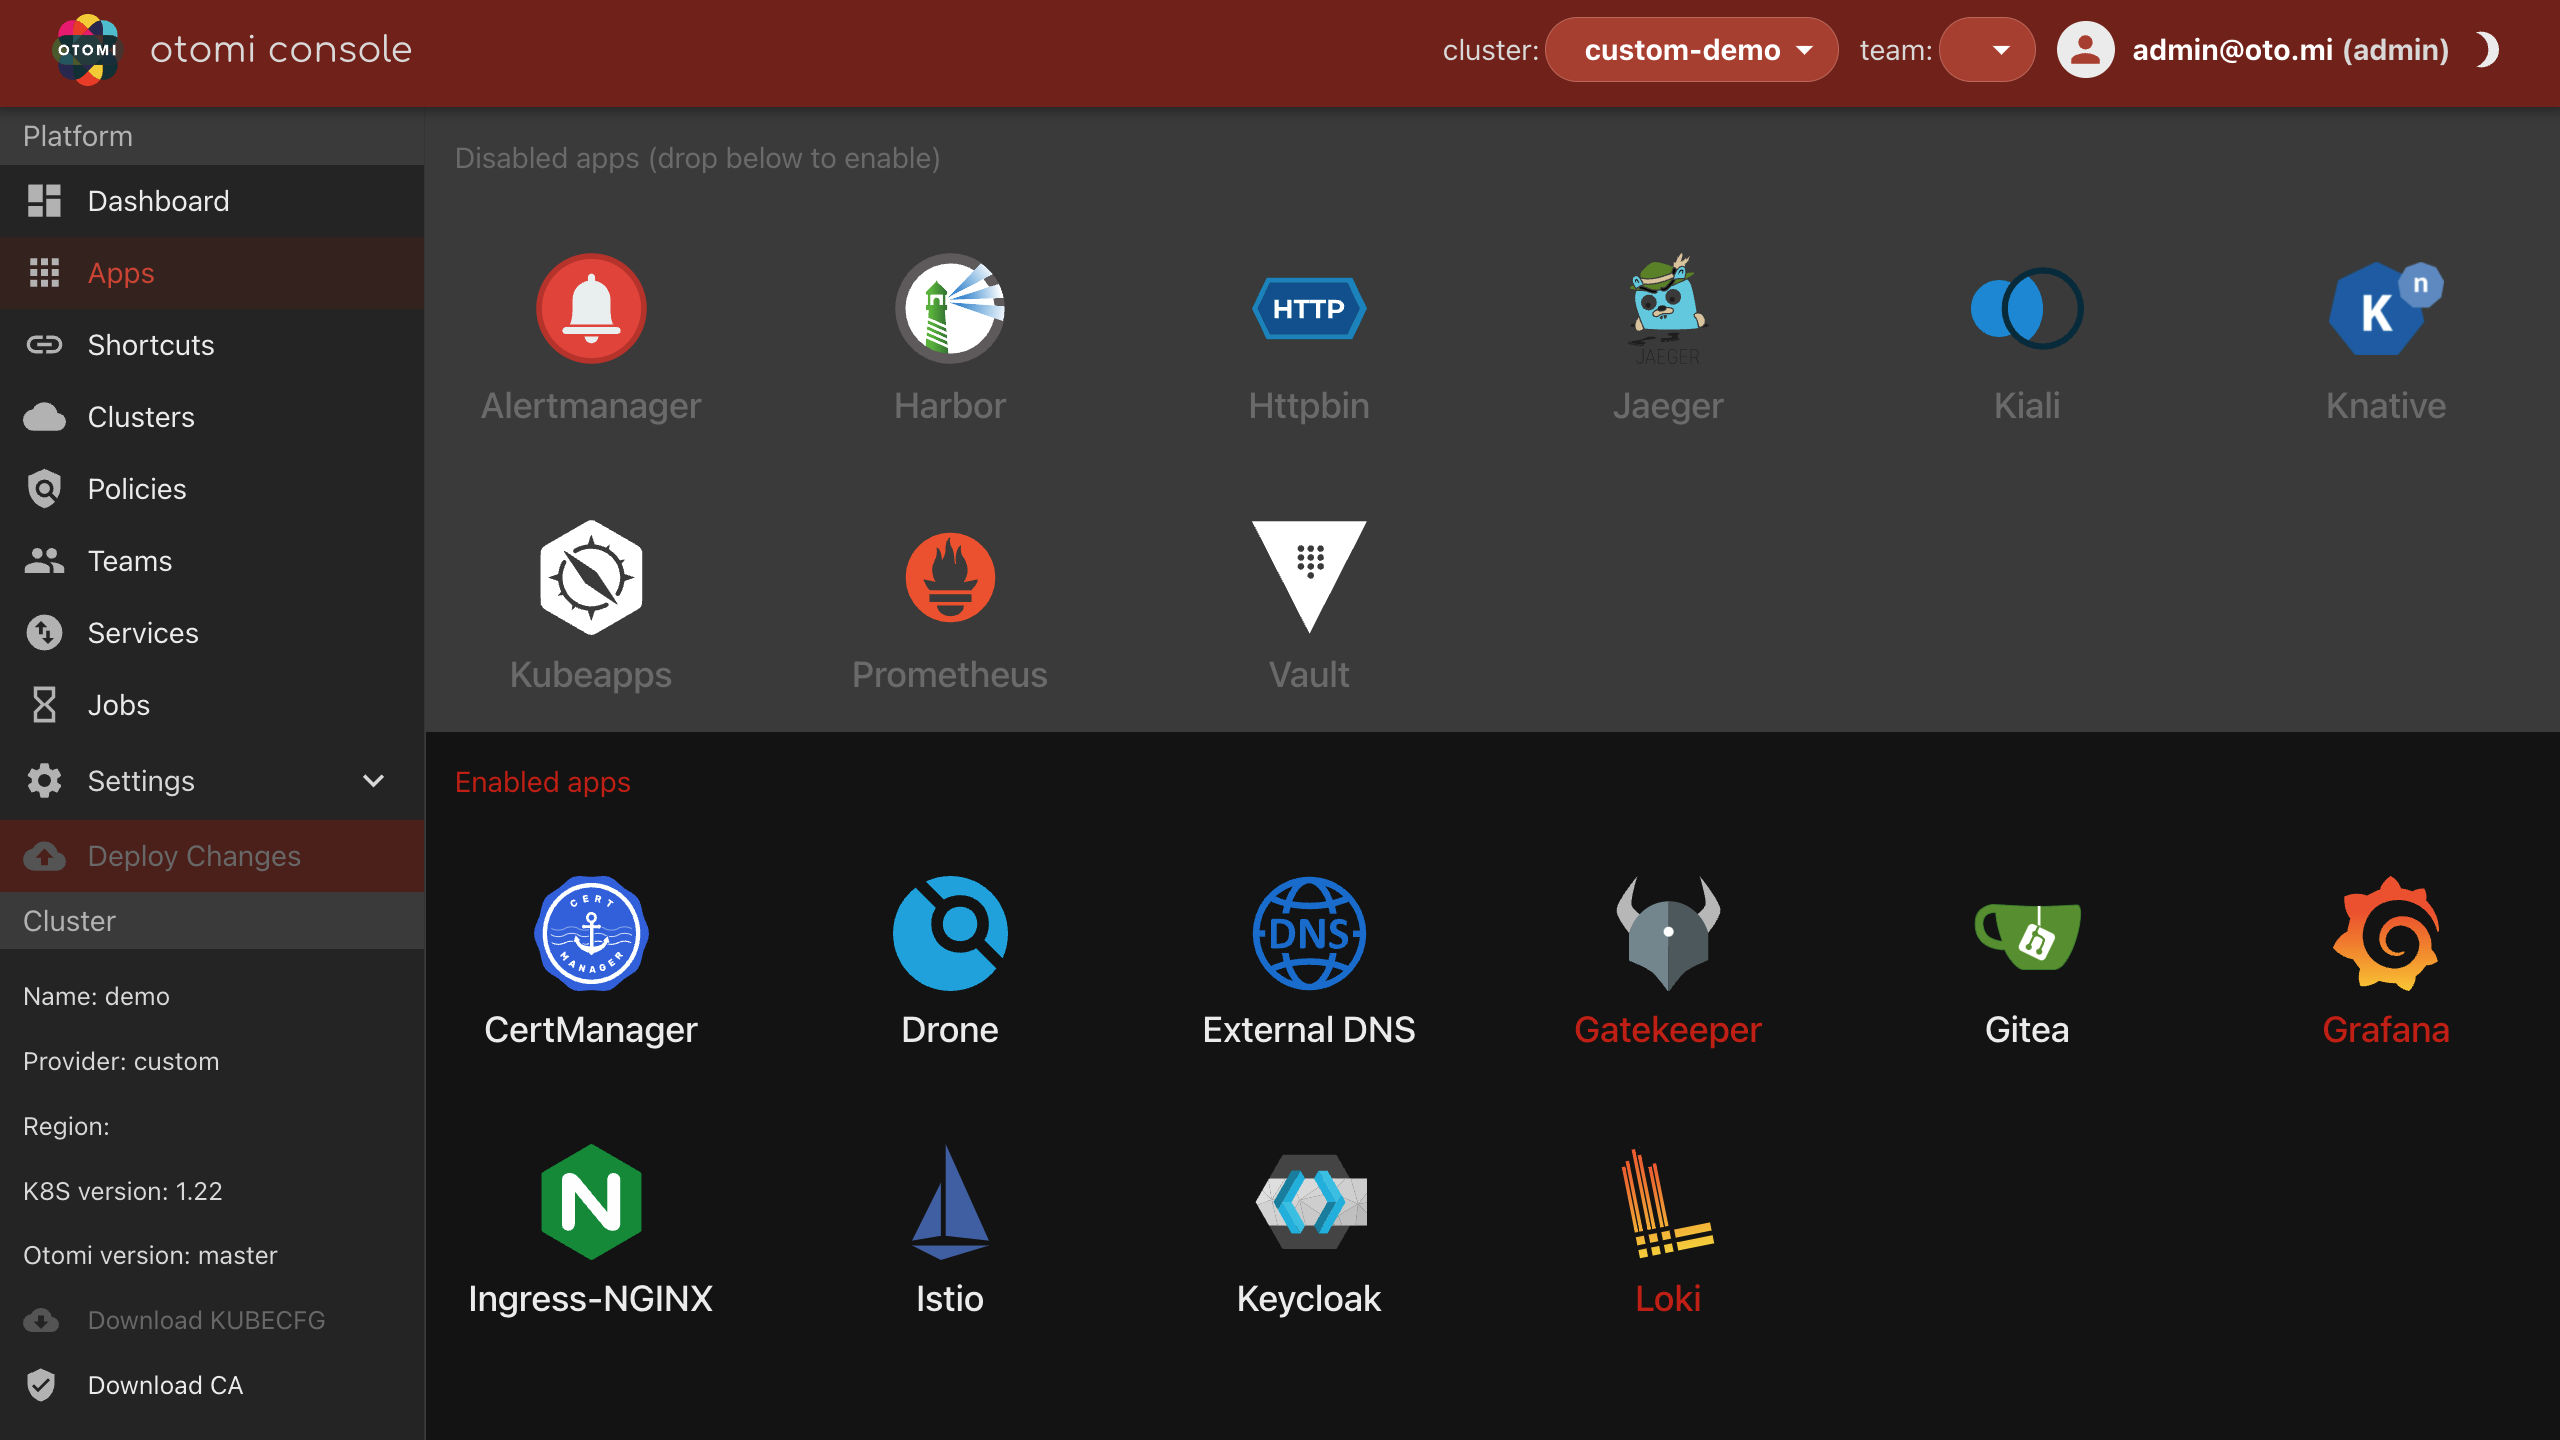 OTOMI
otomi console
cluster: custom-demo
team:
admin@oto.mi (admin)
Platform
Dashboard
Apps
Shortcuts
Clusters
Policies
Teams
Services
Jobs
Settings
Deploy Changes
Cluster
Name: demo
Provider: custom
Region:
K8S version: 1.22
Otomi version: master
Download KUBECFG
Download CA
Disabled apps (drop below to enable)
HTTP
JAEGER
K n
Alertmanager
Harbor
Httpbin
Jaeger
Kiali
Knative
Kubeapps
Prometheus
Vault
Enabled apps
CERT
MANAGER
DNS
CertManager
Drone
External DNS
Gatekeeper
Gitea
Grafana
N
Ingress-NGINX
Istio
Keycloak
Loki